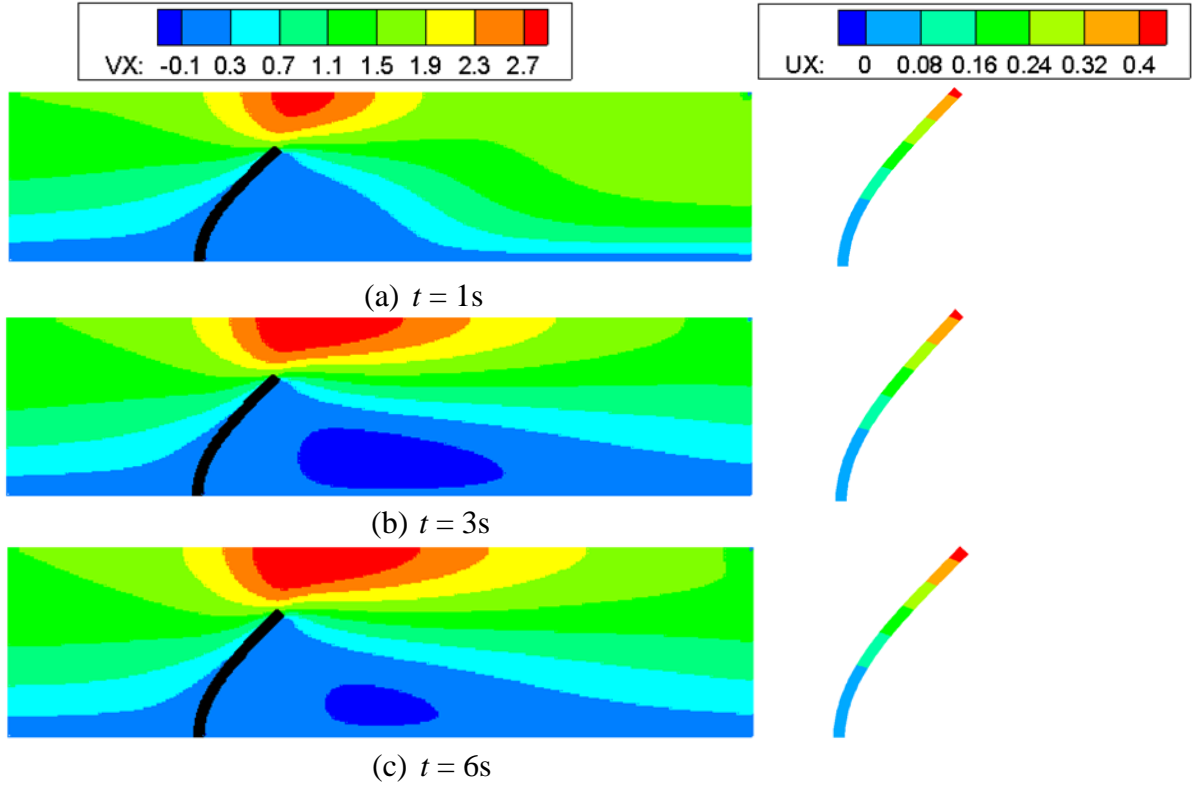 VX: -0.1 0.3 0.7 1.1 1.5 1.9 2.3 2.7
UX: 0 0.08 0.16 0.24 0.32 0.4
(a) t = 1s
(b) t = 3s
(c) t = 6s